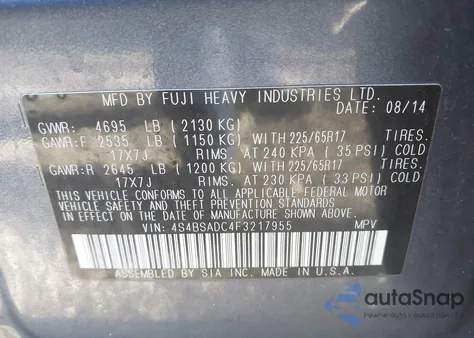 MFD BY FUJI HEAVY INDUSTRIES LTD.
DATE: 08/14
GVWR: 4695 LB (2130 KG)
GAWR:F 2535 LB (1150 KG) WITH 225/65R17 TIRES.
17X7J RIMS. AT 240 KPA (35 PSI) COLD
GAWR:R 2645 LB (1200 KG) WITH 225/65R17 TIRES.
17X7J RIMS. AT 230 KPA (33 PSI) COLD
THIS VEHICLE CONFORMS TO ALL APPLICABLE FEDERAL MOTOR
VEHICLE SAFETY AND THEFT PREVENTION STANDARDS
IN EFFECT ON THE DATE OF MANUFACTURE SHOWN ABOVE.
VIN: 4S4BSADC4F3217955 MPV
ASSEMBLED BY SIA INC. IN U.S.A.
autoSnap
Pewne auto z USA